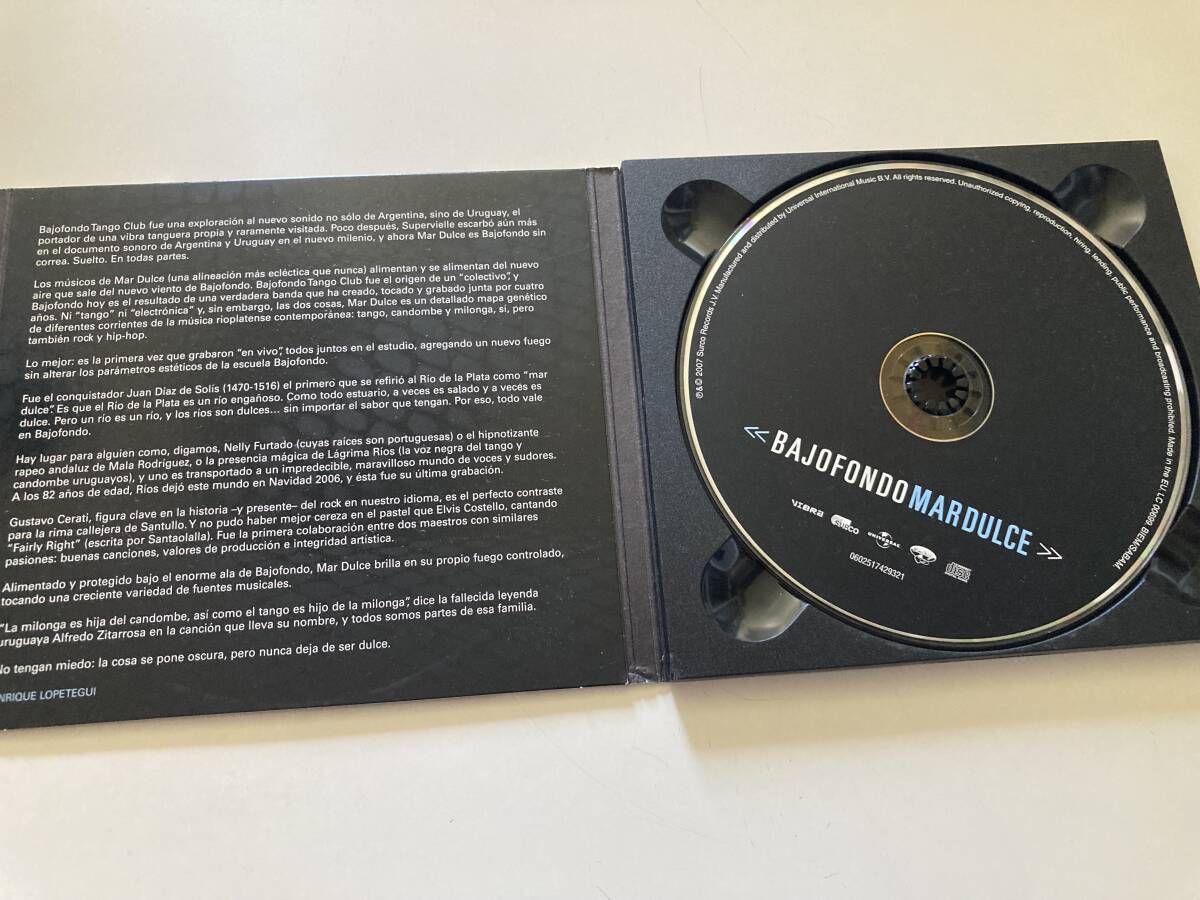 Bajofondo Tango Club fue una exploración al nuevo sonido no sólo de Argentina, sino de Uruguay, el
portador de una vibra tanguera propia y raramente visitada. Poco después, Supervielle escarbó aún más
en el documento sonoro de Argentina y Uruguay en el nuevo milenio, y ahora Mar Dulce es Bajofondo sin
correa. Suelto. En todas partes.
Los músicos de Mar Dulce (una alineación más ecléctica que nunca) alimentan y se alimentan del nuevo
aire que sale del nuevo viento de Bajofondo. Bajofondo Tango Club fue el origen de un “colectivo”, y
Bajofondo hoy es el resultado de una verdadera banda que ha creado, tocado y grabado junta por cuatro
años. Ni “tango” ni “electrónica” y, sin embargo, las dos cosas, Mar Dulce es un detallado mapa genético
de diferentes corrientes de la música rioplatense contemporánea: tango, candombe y milonga, sí, pero
también rock y hip-hop.
Lo mejor: es la primera vez que grabaron “en vivo”, todos juntos en el estudio, agregando un nuevo fuego
sin alterar los parámetros estéticos de la escuela Bajofondo.
Fue el conquistador Juan Díaz de Solís (1470-1516) el primero que se refirió al Río de la Plata como “mar
dulce”. Es que el Río de la Plata es un río engañoso. Como todo estuario, a veces es salado y a veces es
dulce. Pero un río es un río, y los ríos son dulces... sin importar el sabor que tengan. Por eso, todo vale
en Bajofondo.
Hay lugar para alguien como, digamos, Nelly Furtado (cuyas raíces son portuguesas) o el hipnotizante
rapeo andaluz de Mala Rodríguez, o la presencia mágica de Lágrima Ríos (la voz negra del tango y
candombe uruguayos), y uno es transportado a un impredecible, maravilloso mundo de voces y sudores.
A los 82 años de edad, Ríos dejó este mundo en Navidad 2006, y ésta fue su última grabación.
Gustavo Cerati, figura clave en la historia –y presente– del rock en nuestro idioma, es el perfecto contraste
para la rima callejera de Santullo. Y no pudo haber mejor cereza en el pastel que Elvis Costello, cantando
“Fairly Right” (escrita por Santaolalla). Fue la primera colaboración entre dos maestros con similares
pasiones: buenas canciones, valores de producción e integridad artística.
Alimentado y protegido bajo el enorme ala de Bajofondo, Mar Dulce brilla en su propio fuego controlado,
tocando una creciente variedad de fuentes musicales.
“La milonga es hija del candombe, así como el tango es hijo de la milonga”, dice la fallecida leyenda
uruguaya Alfredo Zitarrosa en la canción que lleva su nombre, y todos somos partes de esa familia.
No tengan miedo: la cosa se pone oscura, pero nunca deja de ser dulce.
NRIQUE LOPETEGUI
℗&© 2007 Surco Records J.V. Manufactured and distributed by Universal International Music B.V. All rights reserved. Unauthorized copying, reproduction, hiring, lending, public performance and broadcasting prohibited. Made in the EU. LC 00699. BIEM/SABAM.
<< BAJOFONDOMARDULCE >>
VIBRA SURCO UNIVERSAL
0602517429321